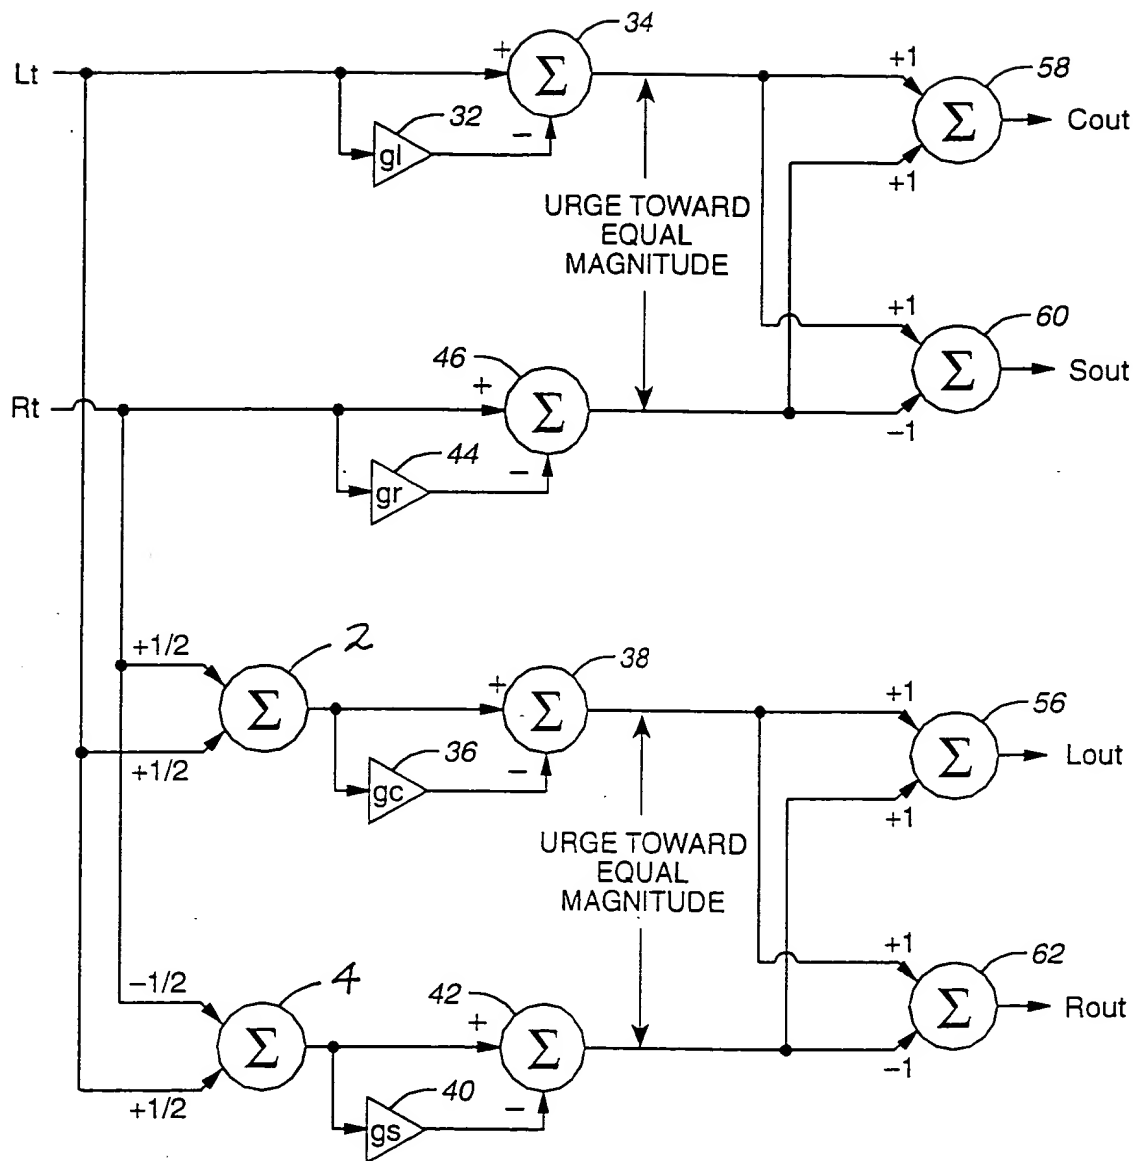 34
Lt
+
Σ
+1
58
32
gl
−
Σ
Cout
+1
URGE TOWARD
EQUAL
MAGNITUDE
+1
60
46
+
Σ
Sout
Rt
Σ
−1
44
gr
−
2
+1/2
38
+
+1
56
Σ
Σ
36
gc
−
Σ
Lout
+1/2
+1
URGE TOWARD
EQUAL
MAGNITUDE
+1
62
−1/2
4
42
+
Σ
Rout
Σ
Σ
−1
+1/2
40
gs
−